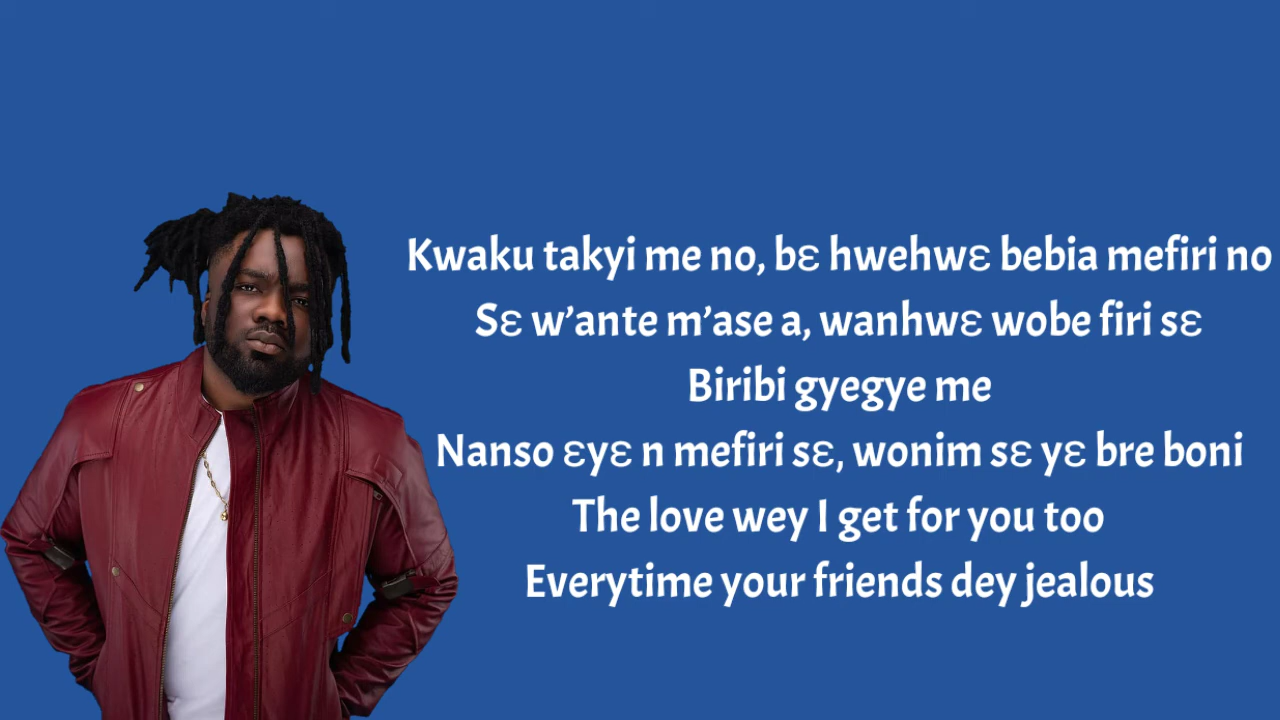 Kwaku takyi me no, bɛ hwehwɛ bebia mefiri no
Sɛ w’ante m’ase a, wanhwɛ wobe firi sɛ
Biribi gyegye me
Nanso ɛyɛ n mefiri sɛ, wonim sɛ yɛ bre boni
The love wey I get for you too
Everytime your friends dey jealous